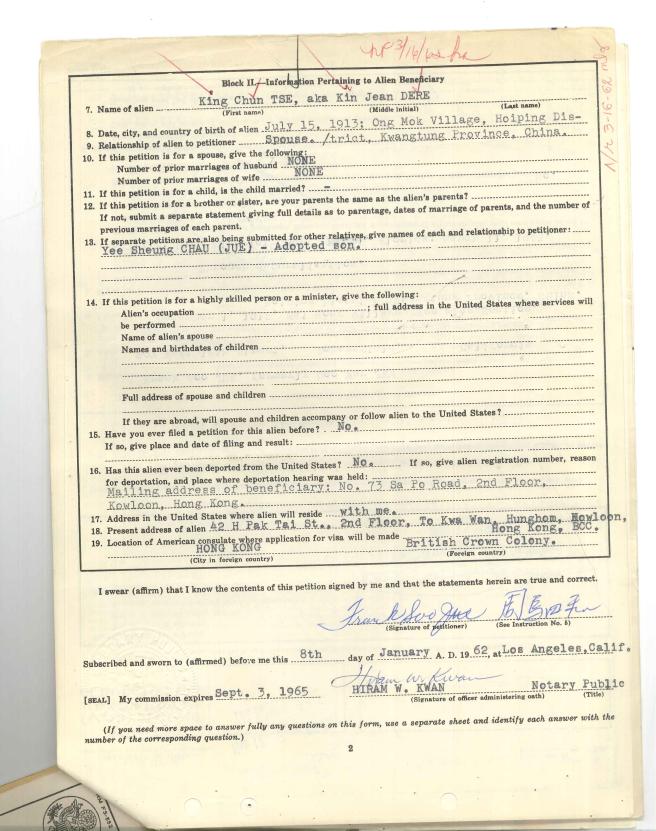 NP 3/16/62
N/r 3-16-62
Block II.—Information Pertaining to Alien Beneficiary
7. Name of alien King Chun TSE, aka Kin Jean DERE
(First name) (Middle initial) (Last name)
8. Date, city, and country of birth of alien July 15, 1913; Ong Mok Village, Hoiping Dis-
9. Relationship of alien to petitioner Spouse. /trict, Kwangtung Province, China.
10. If this petition is for a spouse, give the following:
Number of prior marriages of husband NONE
Number of prior marriages of wife NONE
11. If this petition is for a child, is the child married? –
12. If this petition is for a brother or sister, are your parents the same as the alien's parents?
If not, submit a separate statement giving full details as to parentage, dates of marriage of parents, and the number of
previous marriages of each parent.
13. If separate petitions are also being submitted for other relatives, give names of each and relationship to petitioner:
Yee Sheung CHAU (JUE) - Adopted son.
14. If this petition is for a highly skilled person or a minister, give the following:
Alien's occupation ; full address in the United States where services will
be performed
Name of alien's spouse
Names and birthdates of children
Full address of spouse and children
If they are abroad, will spouse and children accompany or follow alien to the United States?
15. Have you ever filed a petition for this alien before? No.
If so, give place and date of filing and result:
16. Has this alien ever been deported from the United States? No. If so, give alien registration number, reason
for deportation, and place where deportation hearing was held:
Mailing address of beneficiary: No. 73 Sa Po Road, 2nd Floor,
Kowloon, Hong Kong.
17. Address in the United States where alien will reside with me.
18. Present address of alien 42 H Pak Tai St., 2nd Floor, To Kwa Wan, Hunghom, Kowloon,
Hong Kong, BCC.
19. Location of American consulate where application for visa will be made
HONG KONG British Crown Colony.
(City in foreign country) (Foreign country)
I swear (affirm) that I know the contents of this petition signed by me and that the statements herein are true and correct.
Frank Soo Jue 周
(Signature of petitioner) (See Instruction No. 5)
Subscribed and sworn to (affirmed) before me this 8th day of January A. D. 19 62, at Los Angeles, Calif.
Hiram W. Kwan
[SEAL] My commission expires Sept. 3, 1965 HIRAM W. KWAN Notary Public
(Signature of officer administering oath) (Title)
(If you need more space to answer fully any questions on this form, use a separate sheet and identify each answer with the
number of the corresponding question.)
2